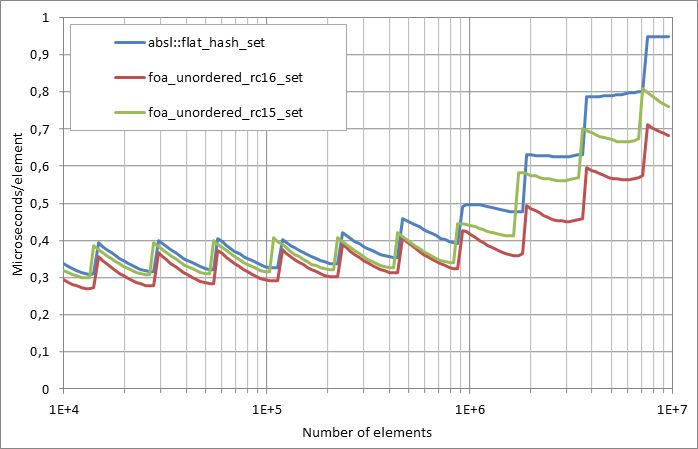 absl::flat_hash_set
foa_unordered_rc16_set
foa_unordered_rc15_set
Microseconds/element
1
0,9
0,8
0,7
0,6
0,5
0,4
0,3
0,2
0,1
0
1E+4 1E+5 1E+6 1E+7
Number of elements